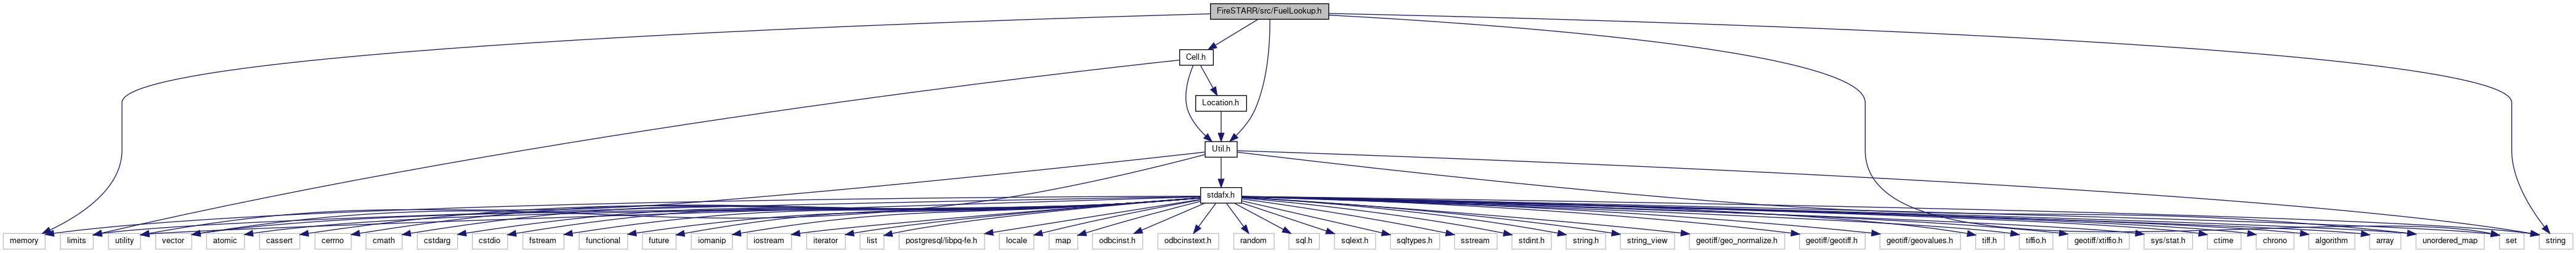 FireSTARR/src/FuelLookup.h
Cell.h
Location.h
Util.h
stdafx.h
memory
limits
utility
vector
atomic
cassert
cerrno
cmath
cstdarg
cstdio
fstream
functional
future
iomanip
iostream
iterator
list
postgresql/libpq-fe.h
locale
map
odbcinst.h
odbcinstext.h
random
sql.h
sqlext.h
sqltypes.h
sstream
stdint.h
string.h
string_view
geotiff/geo_normalize.h
geotiff/geotiff.h
geotiff/geovalues.h
tiff.h
tiffio.h
geotiff/xtiffio.h
sys/stat.h
ctime
chrono
algorithm
array
unordered_map
set
string